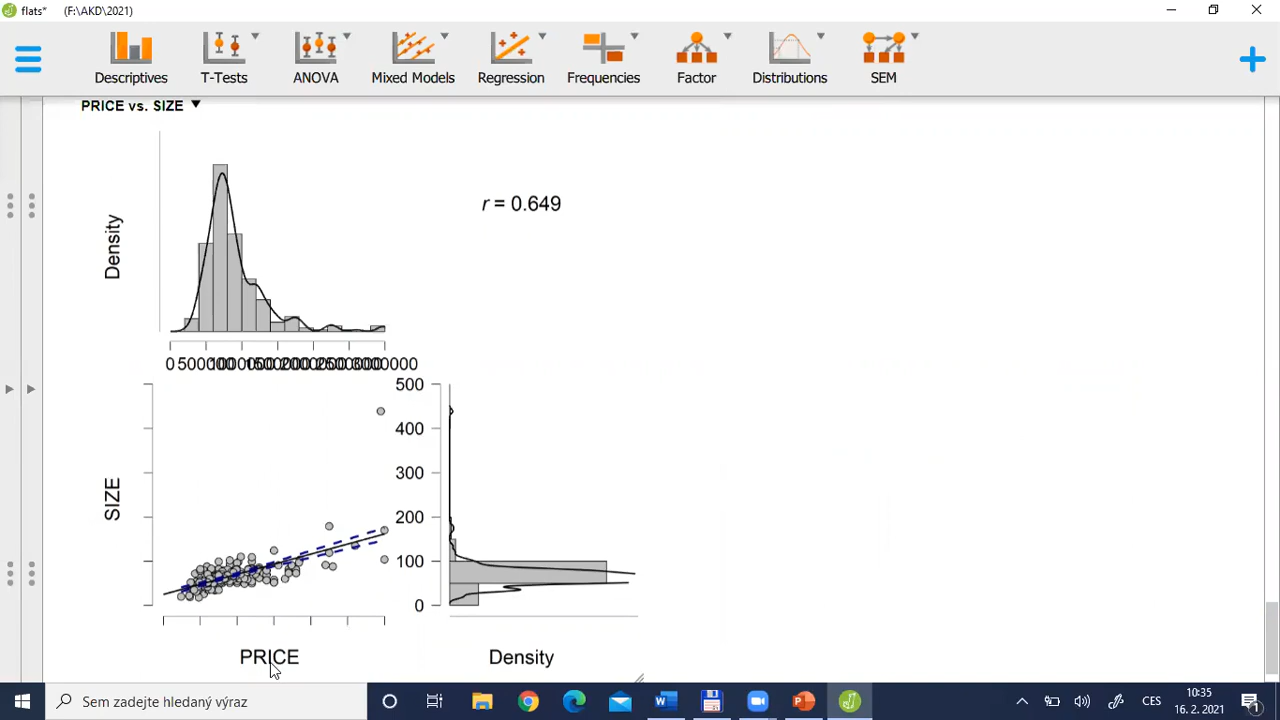 flats* (F:\AKD\2021)
Descriptives
T-Tests
ANOVA
Mixed Models
Regression
Frequencies
Factor
Distributions
SEM
PRICE vs. SIZE
Density
r = 0.649
0
SIZE
500
400
300
200
100
0
PRICE
Density
Sem zadejte hledaný výraz
CES
10:35
16. 2. 2021
1